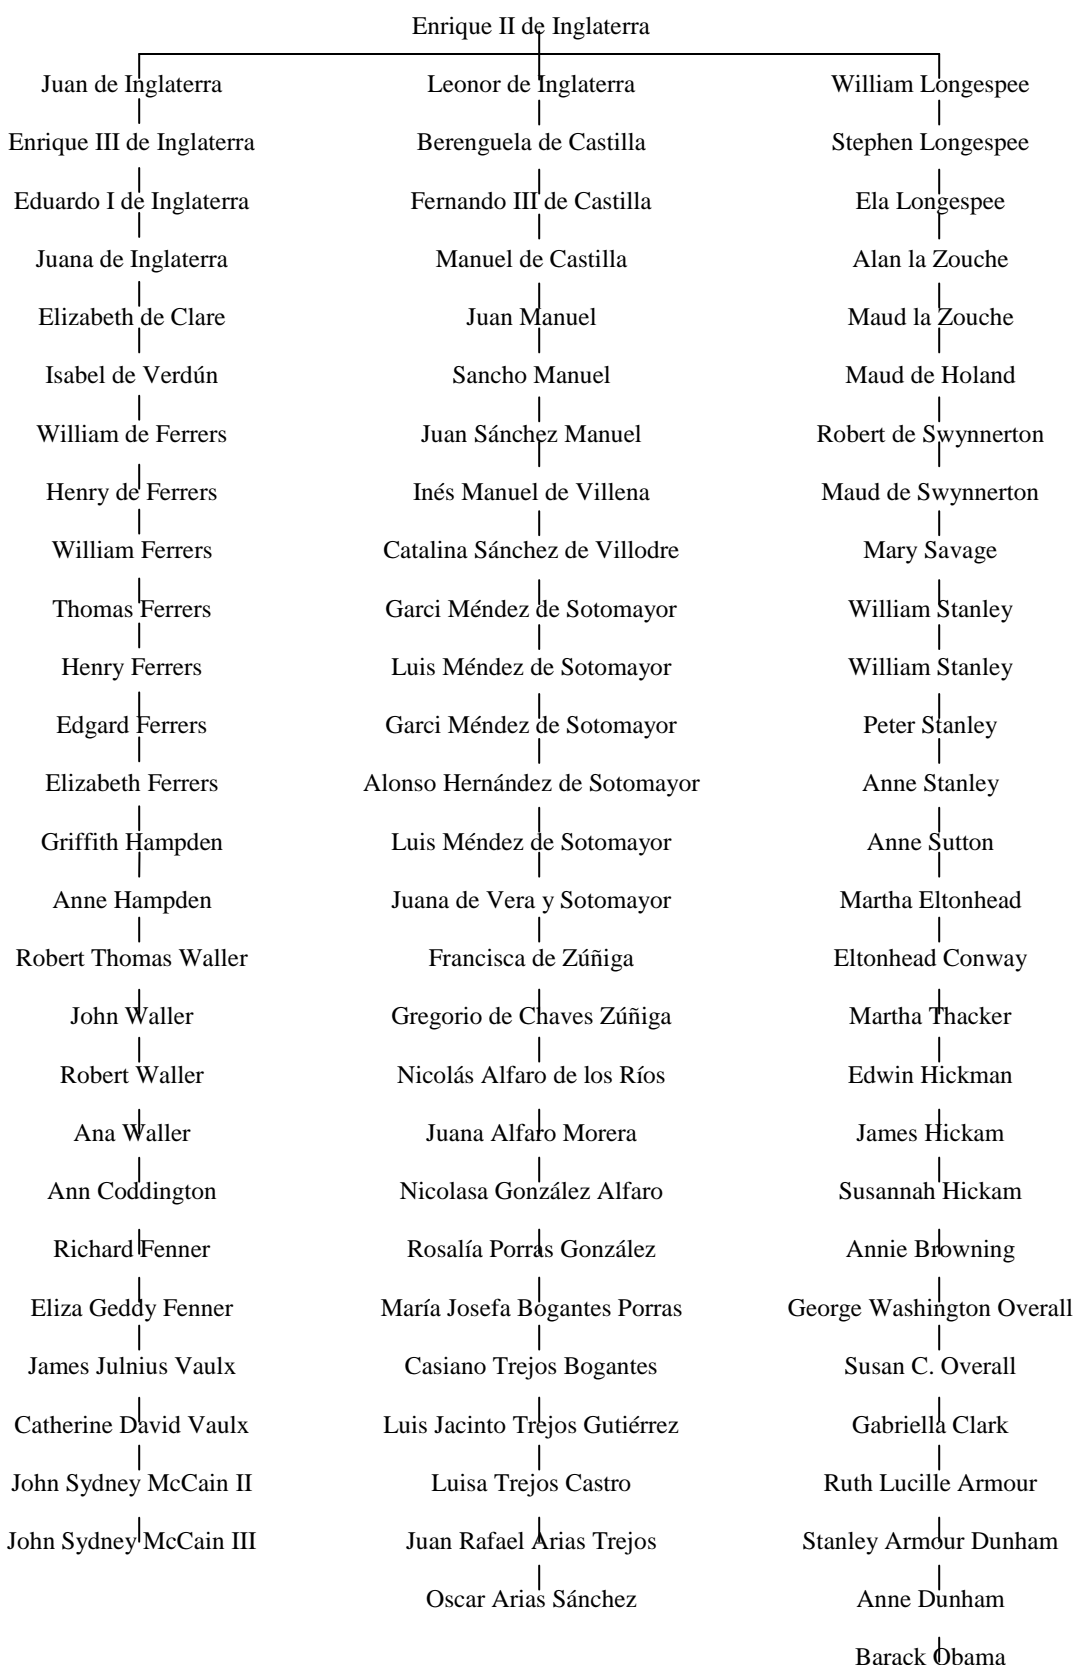 Enrique II de Inglaterra
Juan de Inglaterra Leonor de Inglaterra William Longespee
Enrique III de Inglaterra Berenguela de Castilla Stephen Longespee
Eduardo I de Inglaterra Fernando III de Castilla Ela Longespee
Juana de Inglaterra Manuel de Castilla Alan la Zouche
Elizabeth de Clare Juan Manuel Maud la Zouche
Isabel de Verdún Sancho Manuel Maud de Holand
William de Ferrers Juan Sánchez Manuel Robert de Swynnerton
Henry de Ferrers Inés Manuel de Villena Maud de Swynnerton
William Ferrers Catalina Sánchez de Villodre Mary Savage
Thomas Ferrers Garci Méndez de Sotomayor William Stanley
Henry Ferrers Luis Méndez de Sotomayor William Stanley
Edgard Ferrers Garci Méndez de Sotomayor Peter Stanley
Elizabeth Ferrers Alonso Hernández de Sotomayor Anne Stanley
Griffith Hampden Luis Méndez de Sotomayor Anne Sutton
Anne Hampden Juana de Vera y Sotomayor Martha Eltonhead
Robert Thomas Waller Francisca de Zúñiga Eltonhead Conway
John Waller Gregorio de Chaves Zúñiga Martha Thacker
Robert Waller Nicolás Alfaro de los Ríos Edwin Hickman
Ana Waller Juana Alfaro Morera James Hickam
Ann Coddington Nicolasa González Alfaro Susannah Hickam
Richard Fenner Rosalía Porras González Annie Browning
Eliza Geddy Fenner María Josefa Bogantes Porras George Washington Overall
James Julnius Vaulx Casiano Trejos Bogantes Susan C. Overall
Catherine David Vaulx Luis Jacinto Trejos Gutiérrez Gabriella Clark
John Sydney McCain II Luisa Trejos Castro Ruth Lucille Armour
John Sydney McCain III Juan Rafael Arias Trejos Stanley Armour Dunham
Oscar Arias Sánchez Anne Dunham
Barack Obama